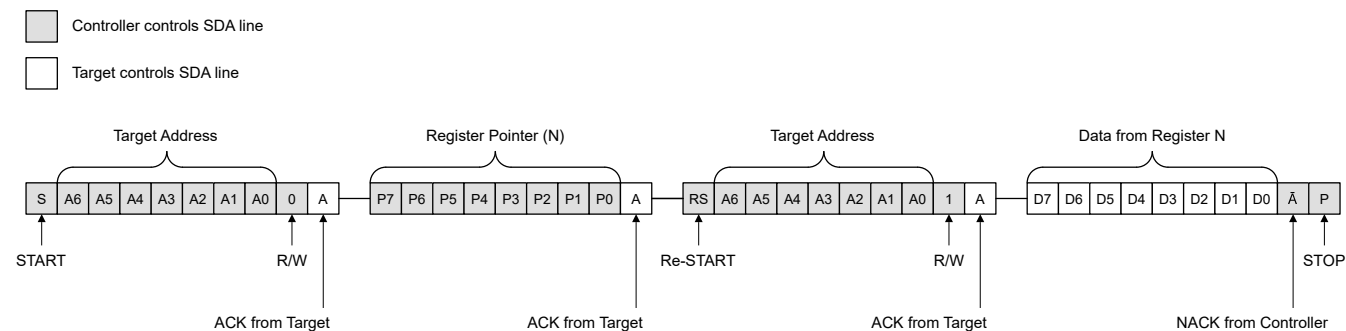 Controller controls SDA line
Target controls SDA line
Target Address
Register Pointer (N)
Target Address
Data from Register N
S A6 A5 A4 A3 A2 A1 A0 0 A P7 P6 P5 P4 P3 P2 P1 P0 A RS A6 A5 A4 A3 A2 A1 A0 1 A D7 D6 D5 D4 D3 D2 D1 D0 Ā P
START R/W Re-START R/W STOP
ACK from Target ACK from Target ACK from Target NACK from Controller